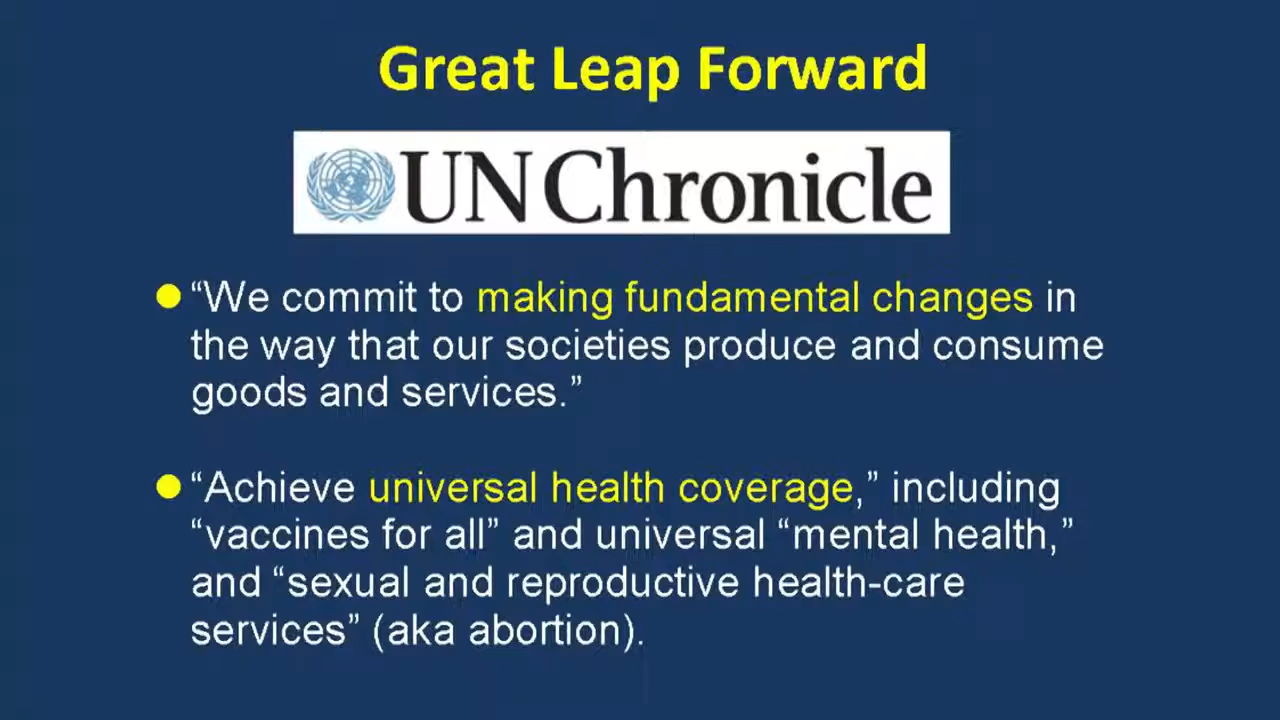 Great Leap Forward
UN Chronicle
“We commit to making fundamental changes in
the way that our societies produce and consume
goods and services.”
“Achieve universal health coverage,” including
“vaccines for all” and universal “mental health,”
and “sexual and reproductive health-care
services” (aka abortion).